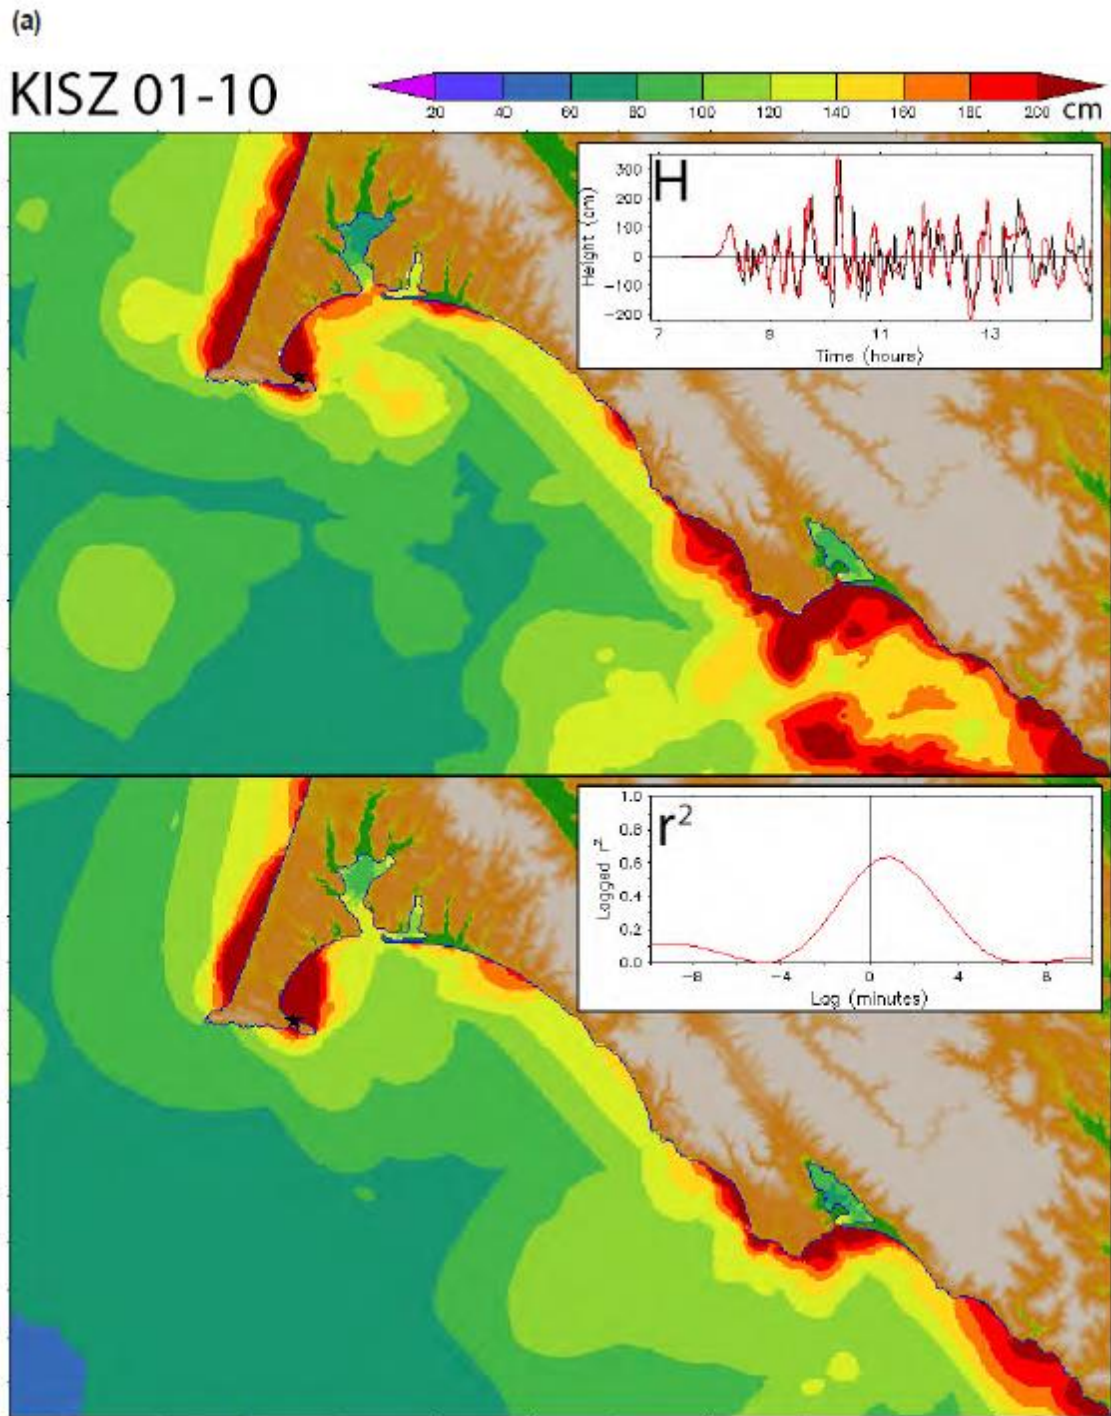 (a)
KISZ 01-10
20 40 60 80 100 120 140 160 180 200 cm
H
Height (cm)
300
200
100
0
-100
-200
7 9 11 13
Time (hours)
r²
Lagged r²
1.0
0.8
0.6
0.4
0.2
0.0
-8 -4 0 4 8
Lag (minutes)